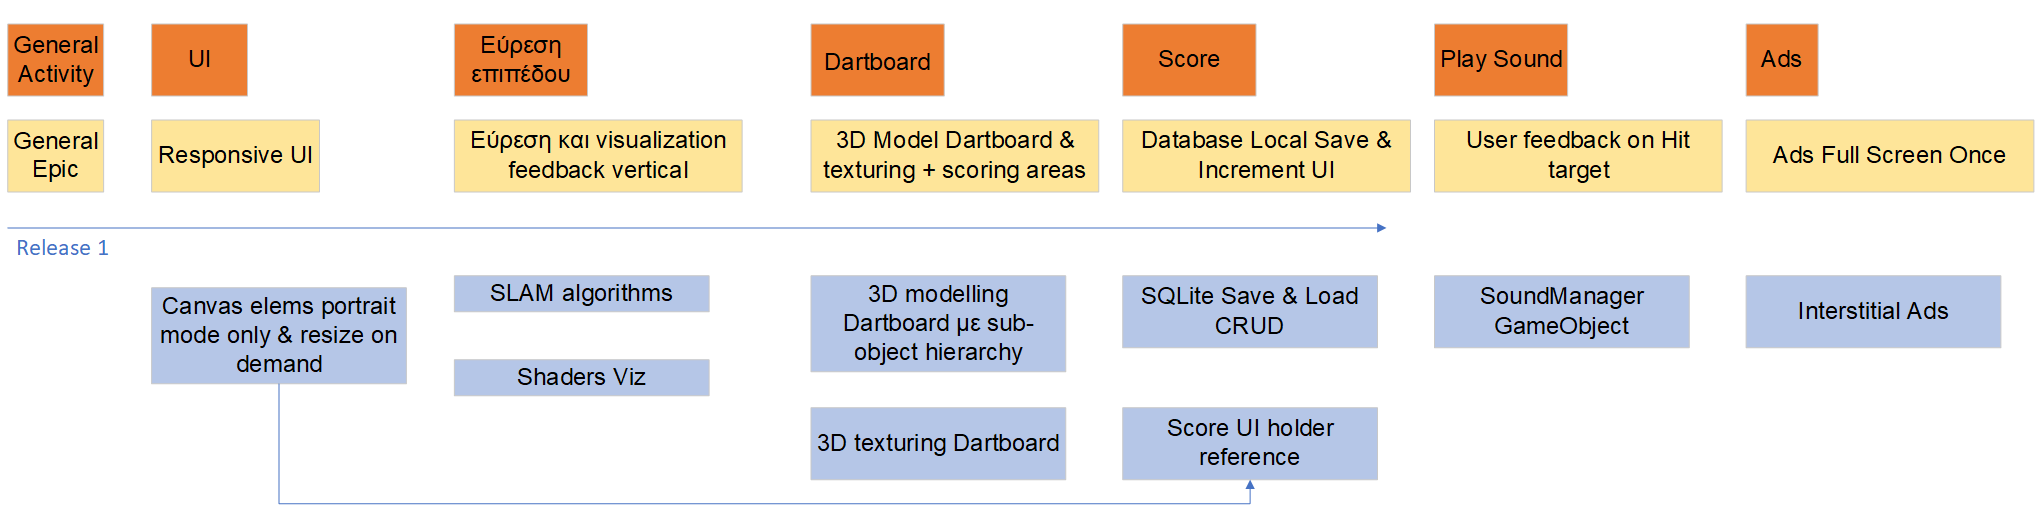 General
Activity
UI
Εύρεση
επιπέδου
Dartboard
Score
Play Sound
Ads
General
Epic
Responsive UI
Εύρεση και visualization
feedback vertical
3D Model Dartboard &
texturing + scoring areas
Database Local Save &
Increment UI
User feedback on Hit
target
Ads Full Screen Once
Release 1
Canvas elems portrait
mode only & resize on
demand
SLAM algorithms
Shaders Viz
3D modelling
Dartboard με sub-
object hierarchy
3D texturing Dartboard
SQLite Save & Load
CRUD
Score UI holder
reference
SoundManager
GameObject
Interstitial Ads